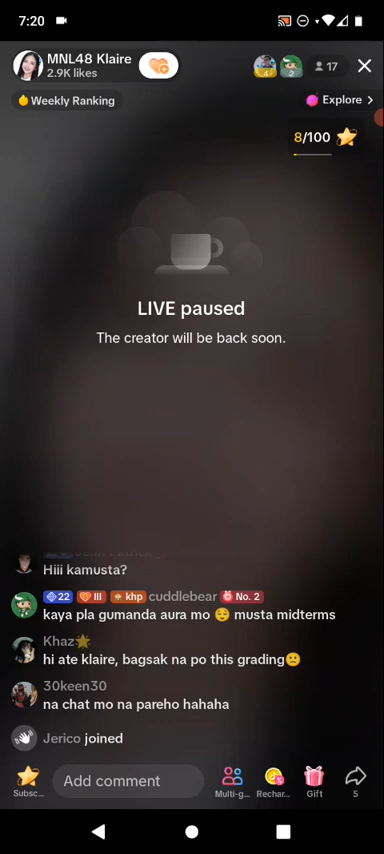 7:20
MNL48 Klaire
2.9K likes
4
2
17
Weekly Ranking
Explore
8/100
LIVE paused
The creator will be back soon.
Hiii kamusta?
22 III khp cuddlebear No. 2
kaya pla gumanda aura mo 😌 musta midterms
Khaz🌟
hi ate klaire, bagsak na po this grading🙁
30keen30
na chat mo na pareho hahaha
Jerico joined
Add comment
Subsc...
Multi-g...
Rechar...
Gift
5